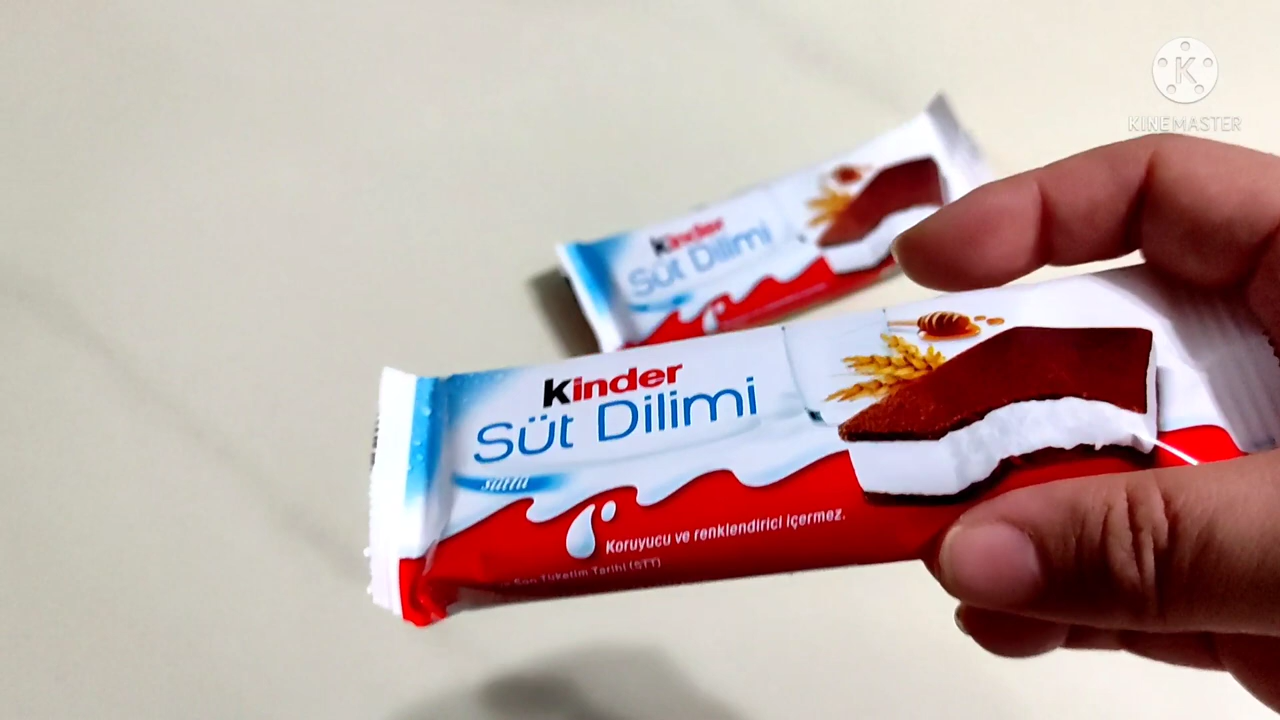 KINEMASTER
Kinder
Süt Dilimi
Kinder
Süt Dilimi
sütlü
Koruyucu ve renklendirici içermez.
Son Tüketim Tarihi (STT)